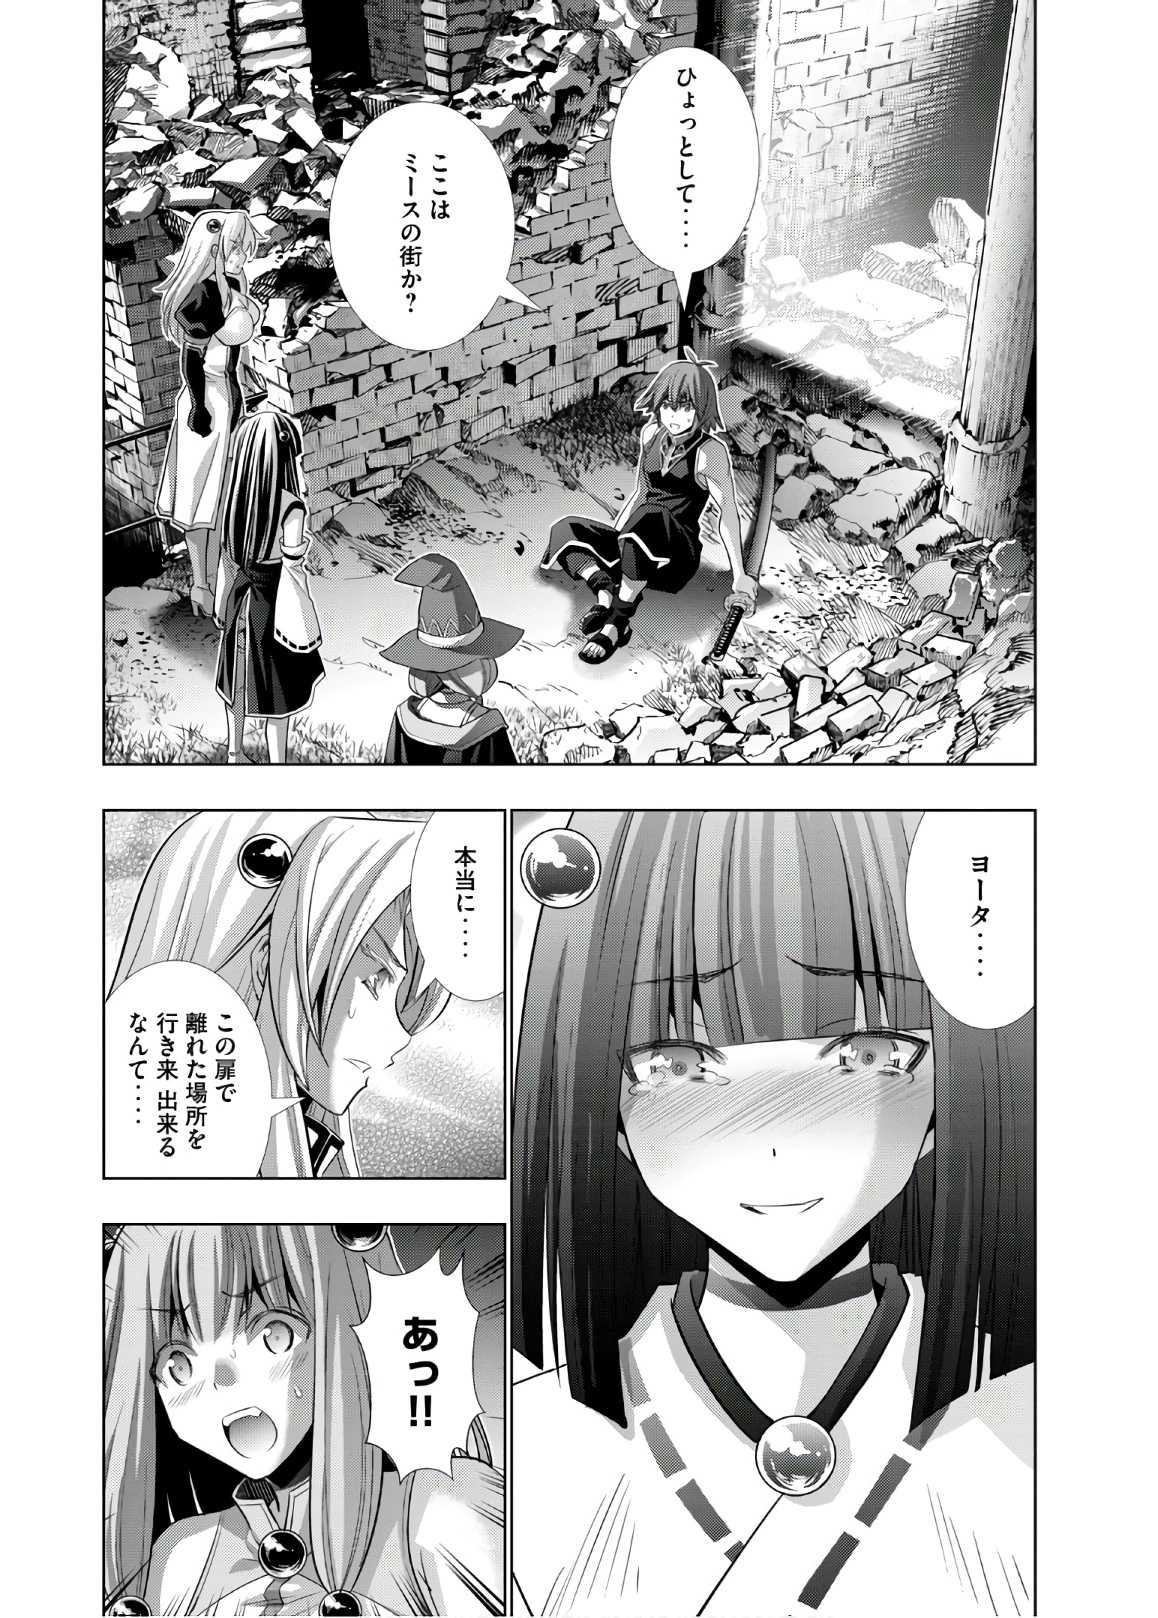 ひょっとして‥‥
ここは
ミースの街か?
ヨータ‥‥
本当に‥‥
この扉で
離れた場所を
行き来 出来る
なんて‥‥
あっ!!